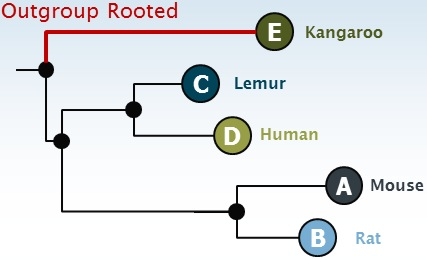 Outgroup Rooted
E Kangaroo
C Lemur
D Human
A Mouse
B Rat